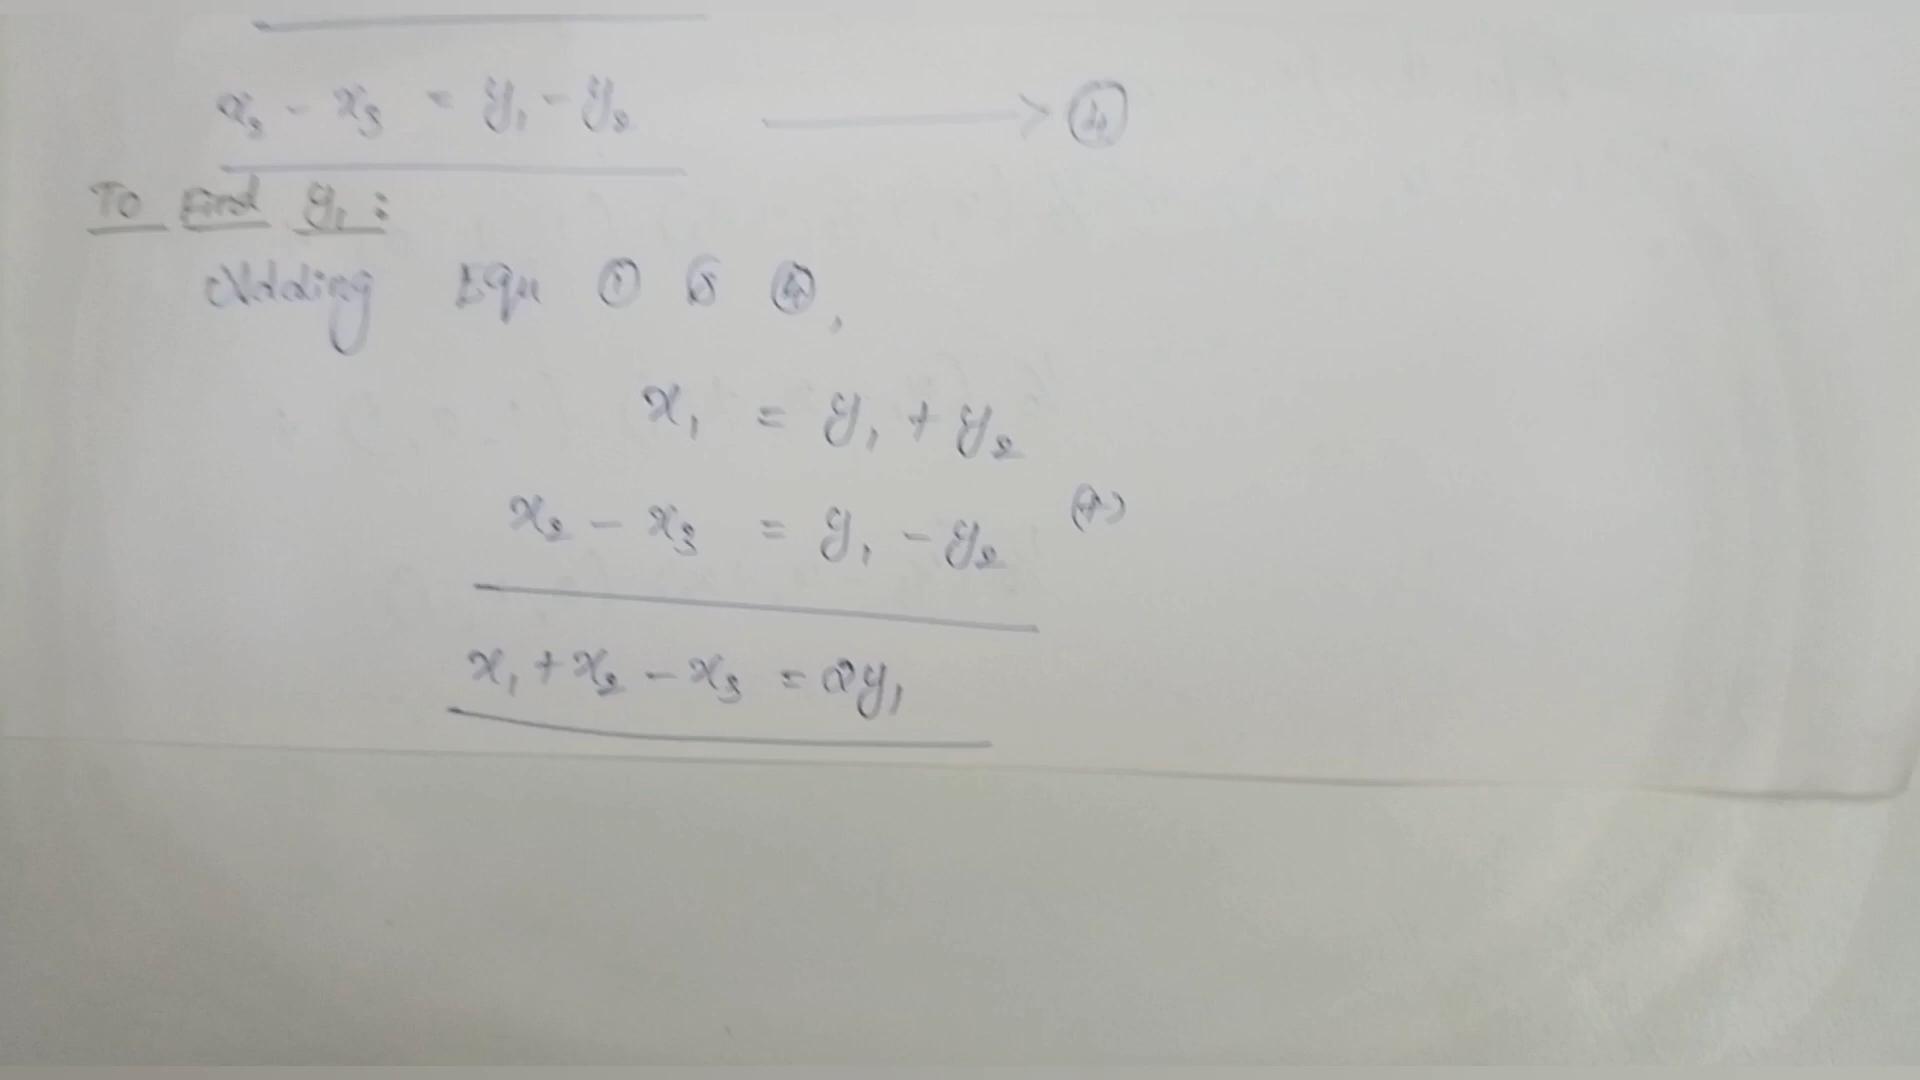 x₂ - x₃ = y₁ - y₂ ⟶ ④
To Find y₁ :
Adding Equ ① & ④,
x₁ = y₁ + y₂
x₂ - x₃ = y₁ - y₂ (+)
x₁ + x₂ - x₃ = 2y₁